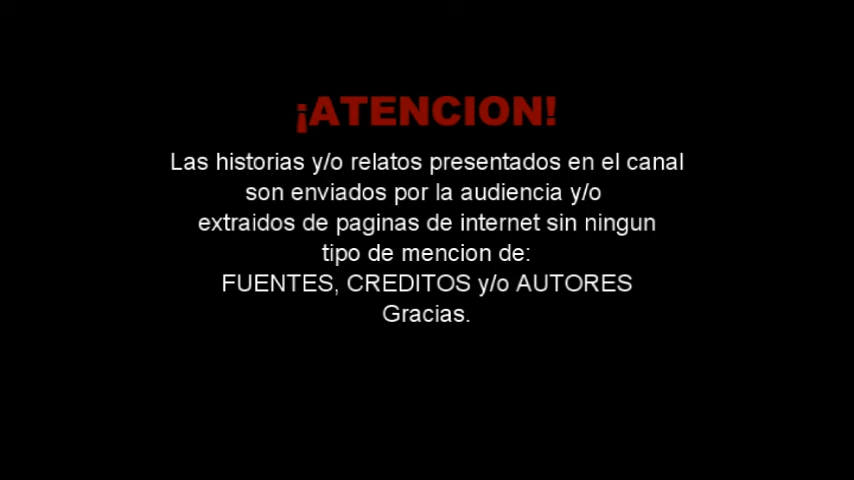 ¡ATENCION!
Las historias y/o relatos presentados en el canal
son enviados por la audiencia y/o
extraidos de paginas de internet sin ningun
tipo de mencion de:
FUENTES, CREDITOS y/o AUTORES
Gracias.